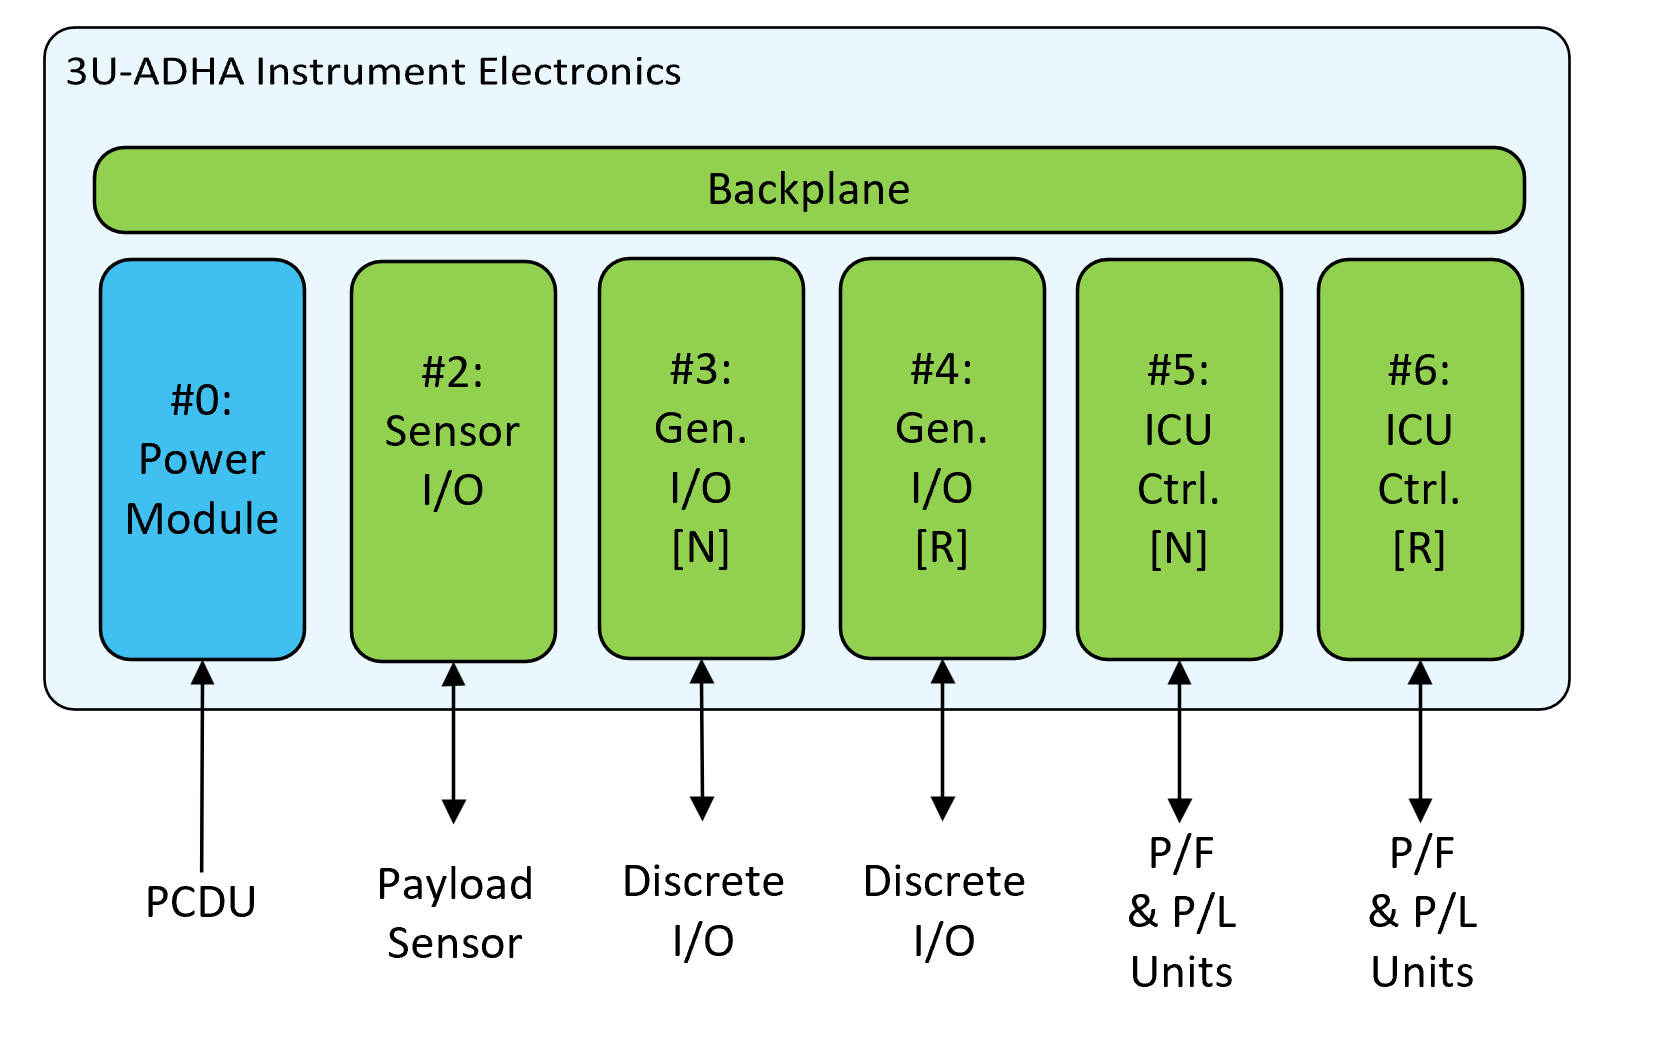 3U-ADHA Instrument Electronics
Backplane
#0:
Power
Module
#2:
Sensor
I/O
#3:
Gen.
I/O
[N]
#4:
Gen.
I/O
[R]
#5:
ICU
Ctrl.
[N]
#6:
ICU
Ctrl.
[R]
PCDU
Payload
Sensor
Discrete
I/O
Discrete
I/O
P/F
& P/L
Units
P/F
& P/L
Units